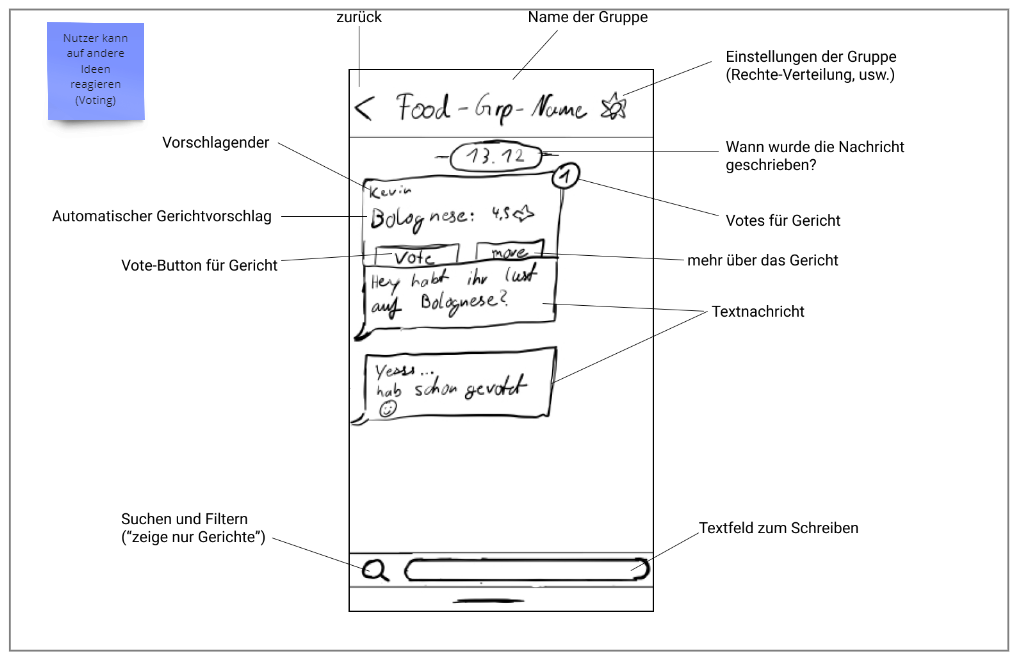 zurück
Name der Gruppe
Nutzer kann
auf andere
Ideen
reagieren
(Voting)
Einstellungen der Gruppe
(Rechte-Verteilung, usw.)
< Food-Grp-Name
Vorschlagender
13.12
Wann wurde die Nachricht
geschrieben?
1
Kevin
Automatischer Gerichtvorschlag
Bolognese: 4,5
Votes für Gericht
Vote-Button für Gericht
Vote
more
mehr über das Gericht
Hey habt ihr lust
auf Bolognese?
Textnachricht
Yesss...
hab schon gevotet
Suchen und Filtern
(“zeige nur Gerichte”)
Textfeld zum Schreiben